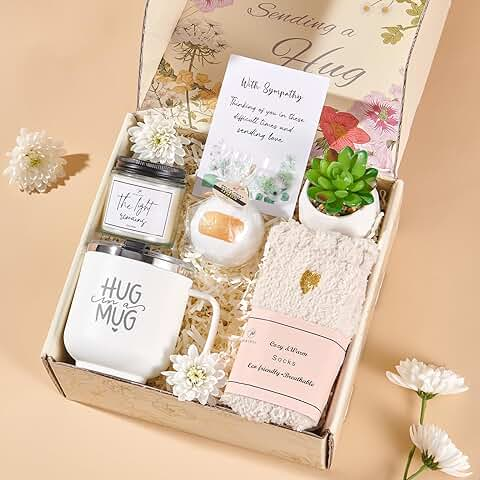 Sending a
Hug
With Sympathy
Thinking of you in these
difficult times and
sending love
the light
remains
HUG
in a
MUG
Cozy & Warm
Socks
Eco friendly•Breathable